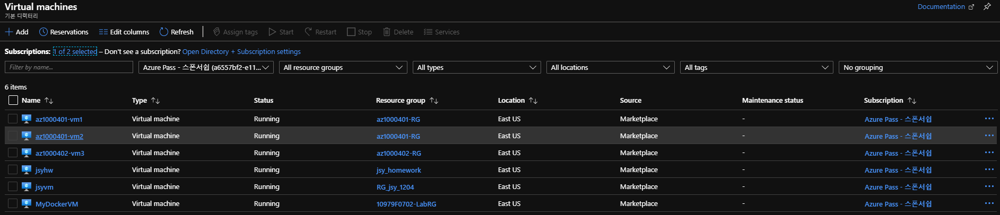 Virtual machines
Documentation
기본 디렉터리
Add Reservations Edit columns Refresh Assign tags Start Restart Stop Delete Services
Subscriptions: 1 of 2 selected – Don't see a subscription? Open Directory + Subscription settings
Filter by name... Azure Pass - 스폰서쉽 (a6557bf2-e11... All resource groups All types All locations All tags No grouping
6 items
Name Type Status Resource group Location Source Maintenance status Subscription
az1000401-vm1 Virtual machine Running az1000401-RG East US Marketplace - Azure Pass - 스폰서쉽
az1000401-vm2 Virtual machine Running az1000401-RG East US Marketplace - Azure Pass - 스폰서쉽
az1000402-vm3 Virtual machine Running az1000402-RG East US Marketplace - Azure Pass - 스폰서쉽
jsyhw Virtual machine Running jsy_homework East US Marketplace - Azure Pass - 스폰서쉽
jsyvm Virtual machine Running RG_jsy_1204 East US Marketplace - Azure Pass - 스폰서쉽
MyDockerVM Virtual machine Running 10979F0702-LabRG East US Marketplace - Azure Pass - 스폰서쉽